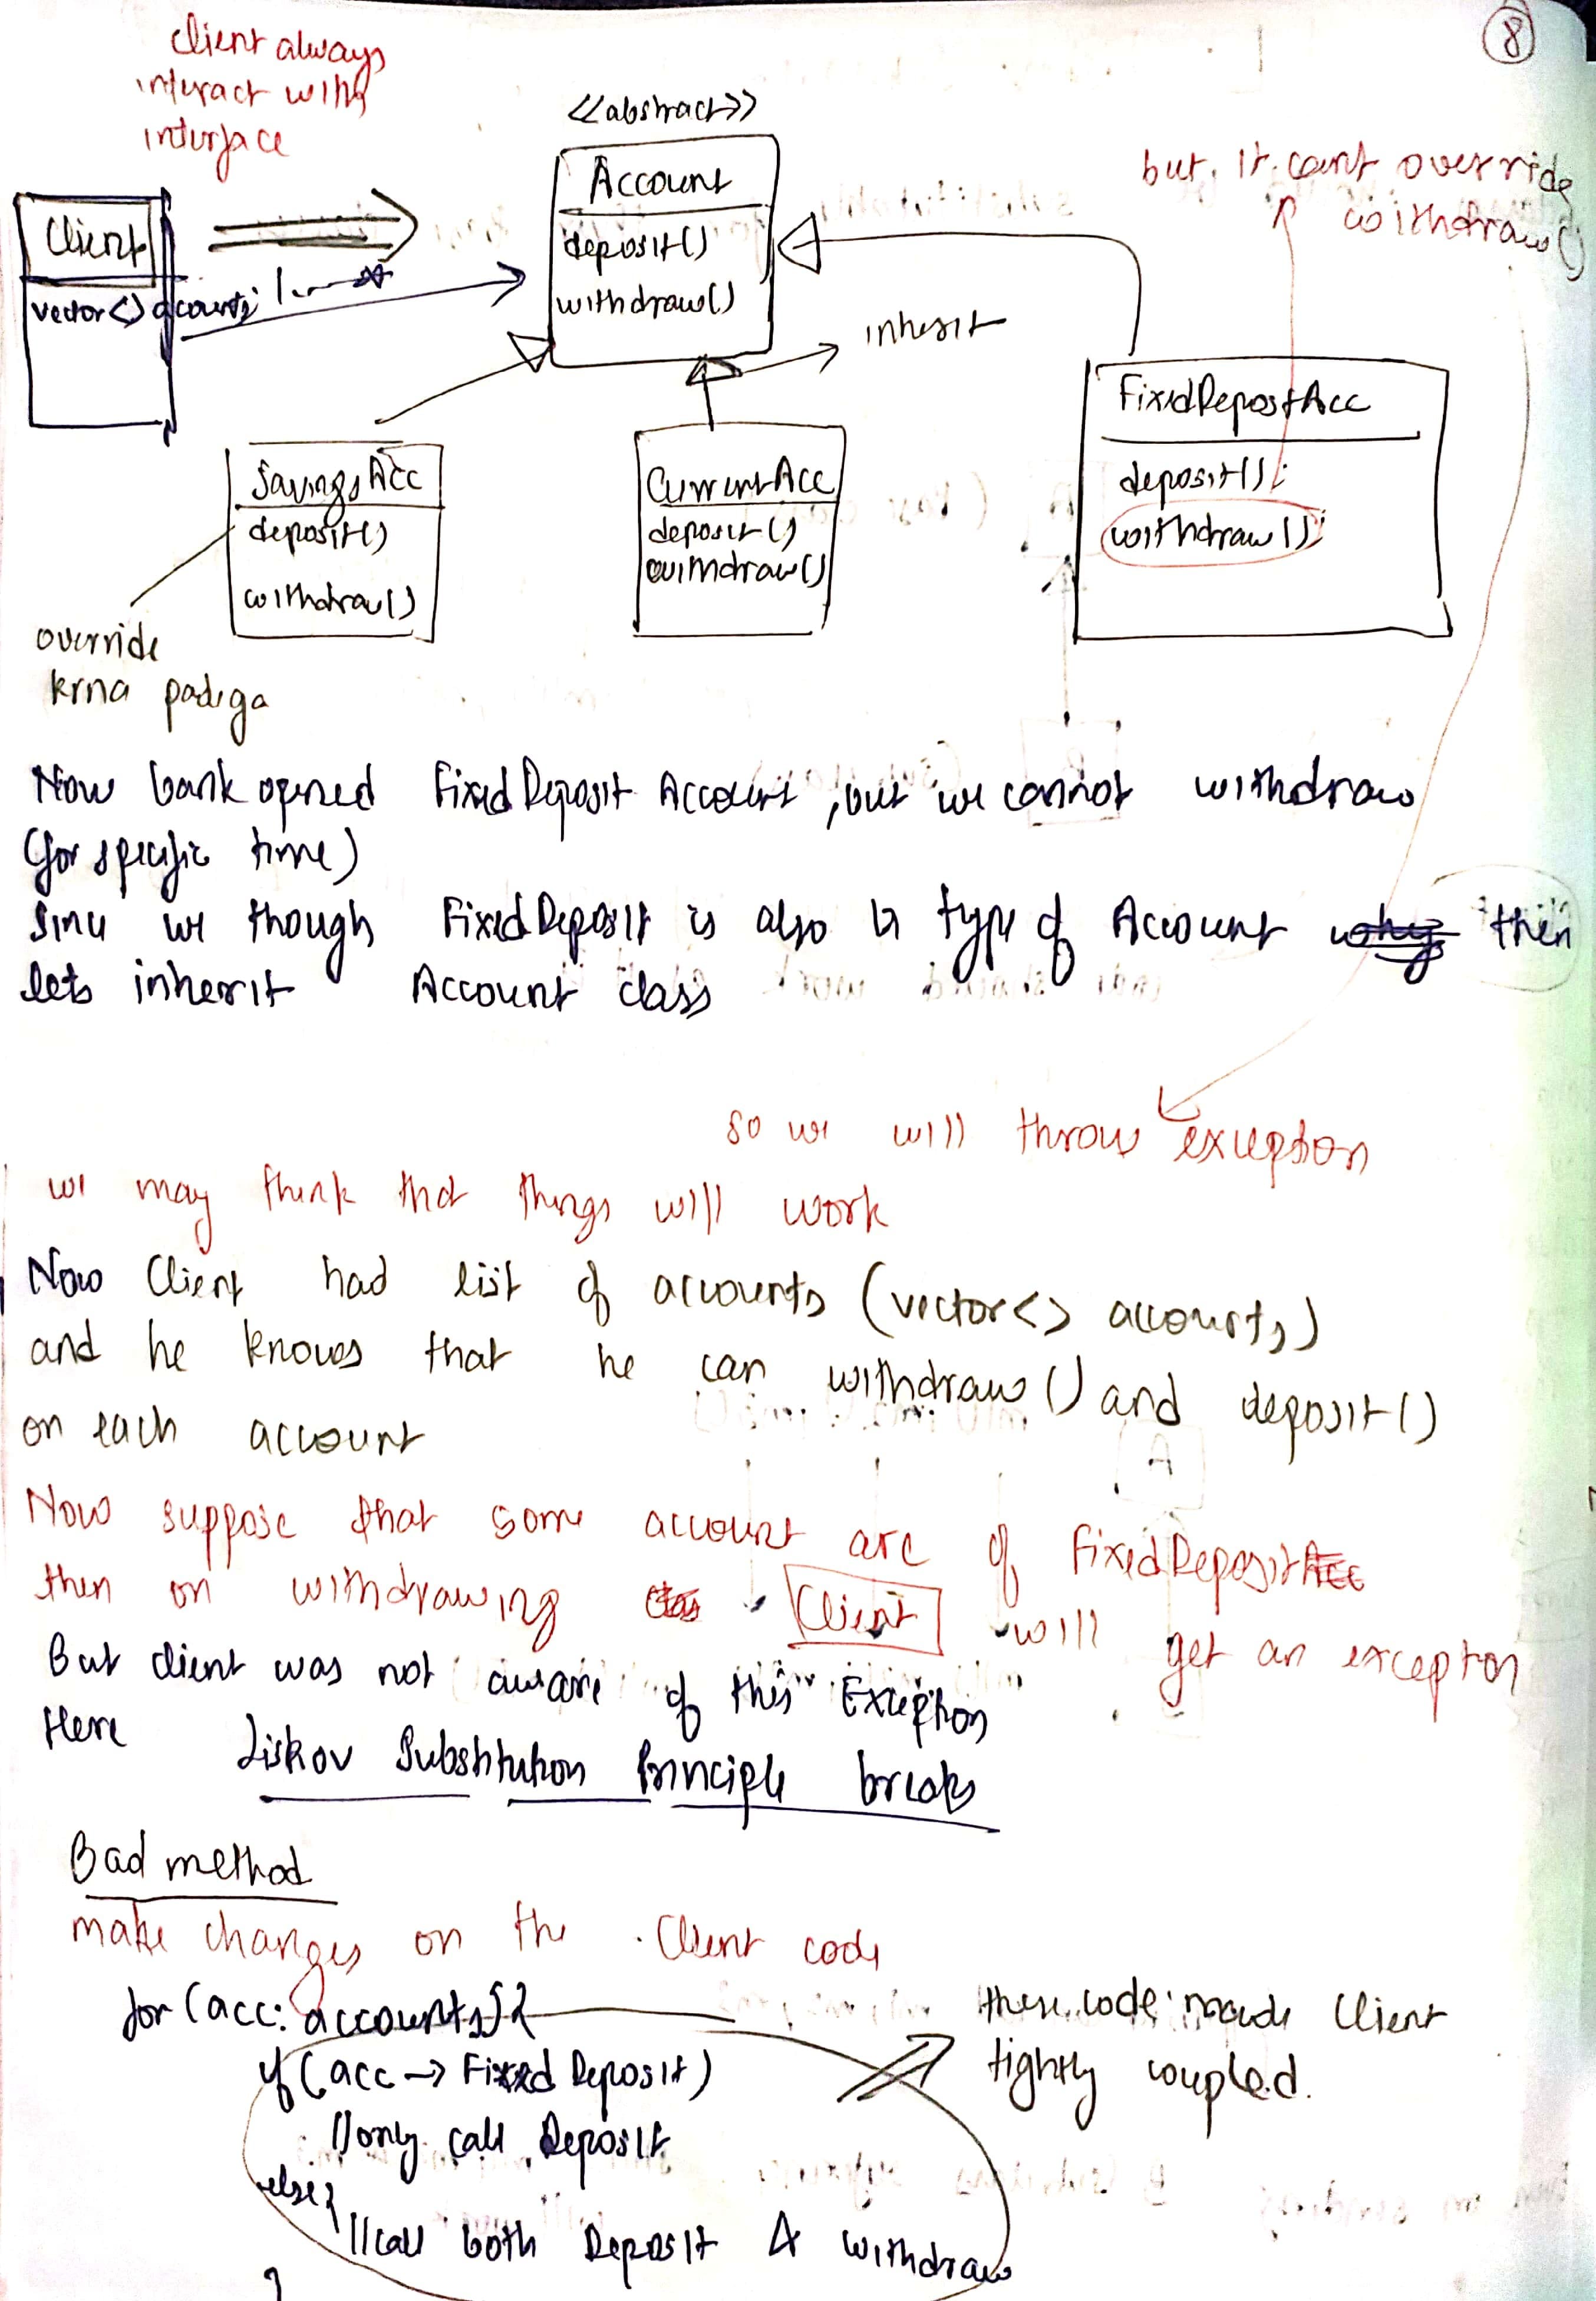 8
Client always
interact with
interface
<<abstract>>
Account
deposit()
withdraw()
Client
vector<> accounts;
1..*
but, it can't override
withdraw()
inherit
FixedDepostAcc
deposit();
withdraw();
SavingsAcc
deposit()
withdraw()
CurrentAcc
deposit()
withdraw()
override
krna padega
Now bank opened FixedDeposit Account, but we cannot withdraw
(for specific time)
Sinu we though FixedDeposit is also a type of Account then
lets inherit Account class
so we will throw exception
we may think that things will work
Now Client had list of accounts (vector<> accounts)
and he knows that he can withdraw() and deposit()
on each account
Now suppose that some account are of FixedDepositAcc
then on withdrawing Client will get an excepton
But client was not aware of this "Exception"
Here Liskov Substitution Principle breaks
Bad method
make changes on the Client code
for (acc: accounts){
if (acc -> Fixed Deposit)
//only call Deposit
else{
//call both Deposit & withdraw
}
these code made Client
tightly coupled.